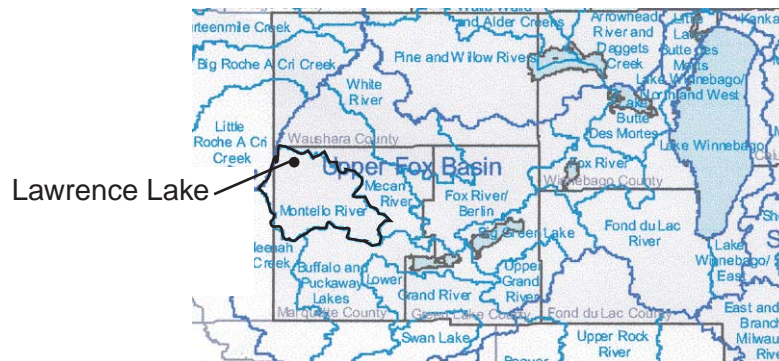 and Alder Creeks
Arrowhead
River and
Daggets
Creek
Little
Lake
Butte des
Morts
Lake Winnebago/
North and West
Big Roche A Cri Creek
Pine and Willow Rivers
White
River
Lake
Butte
Des Mortes
Little
Roche A Cri
Creek
Waushara County
Upper Fox Basin
Lake Winnebago
Fox River
Winnebago County
Lawrence Lake
Mecan
River
Fox River/
Berlin
Montello River
Big Green Lake
Fond du Lac
River
Creek
Buffalo and
Puckaway
Lakes
Lower
Grand River
Upper
Grand
River
Lake
Winnebago/
East
Marquette County
Green Lake County
Fond du Lac County
East and
Branch
Milwau
Rive
Swan Lake
Upper Rock
River